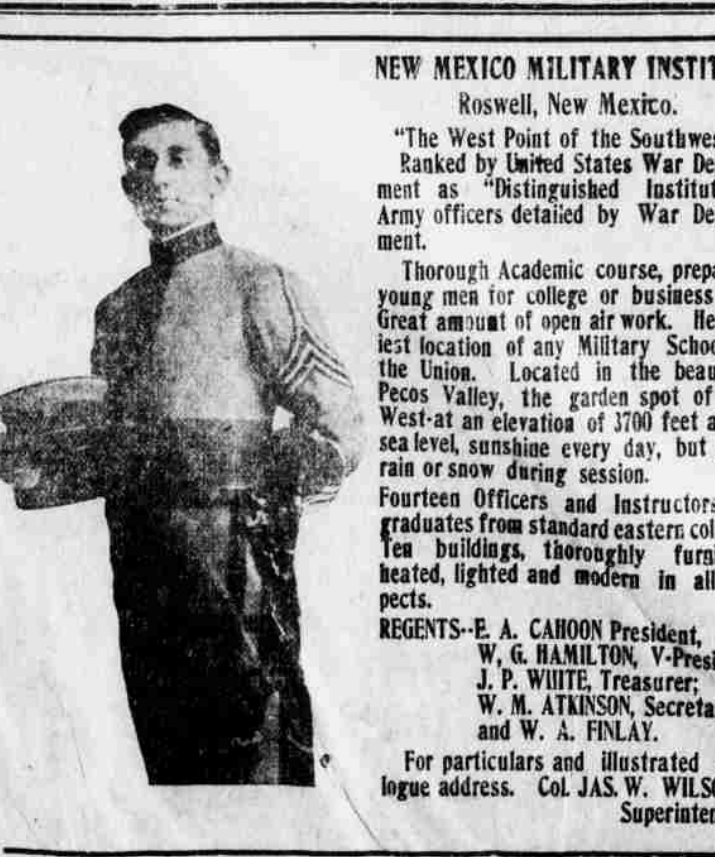 NEW MEXICO MILITARY INSTIT
Roswell, New Mexico.
"The West Point of the Southwes
Ranked by United States War De
ment as "Distinguished Institut
Army officers detailed by War De
ment.
Thorough Academic course, prepa
young men for college or business
Great amount of open air work. He
iest location of any Military Schoo
the Union. Located in the beau
Pecos Valley, the garden spot of
West-at an elevation of 3700 feet a
sea level, sunshine every day, but
rain or snow during session.
Fourteen Officers and Instructors
graduates from standard eastern col
Ten buildings, thoroughly furn
heated, lighted and modern in all
pects.
REGENTS--E. A. CAHOON President,
W, G. HAMILTON, V-Presi
J. P. WHITE, Treasurer;
W. M. ATKINSON, Secreta
and W. A. FINLAY.
For particulars and illustrated
logue address. Col. JAS. W. WILSO
Superinten